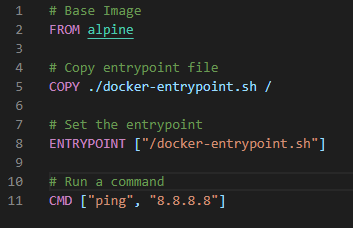 1 # Base Image
2 FROM alpine
3
4 # Copy entrypoint file
5 COPY ./docker-entrypoint.sh /
6
7 # Set the entrypoint
8 ENTRYPOINT ["/docker-entrypoint.sh"]
9
10 # Run a command
11 CMD ["ping", "8.8.8.8"]